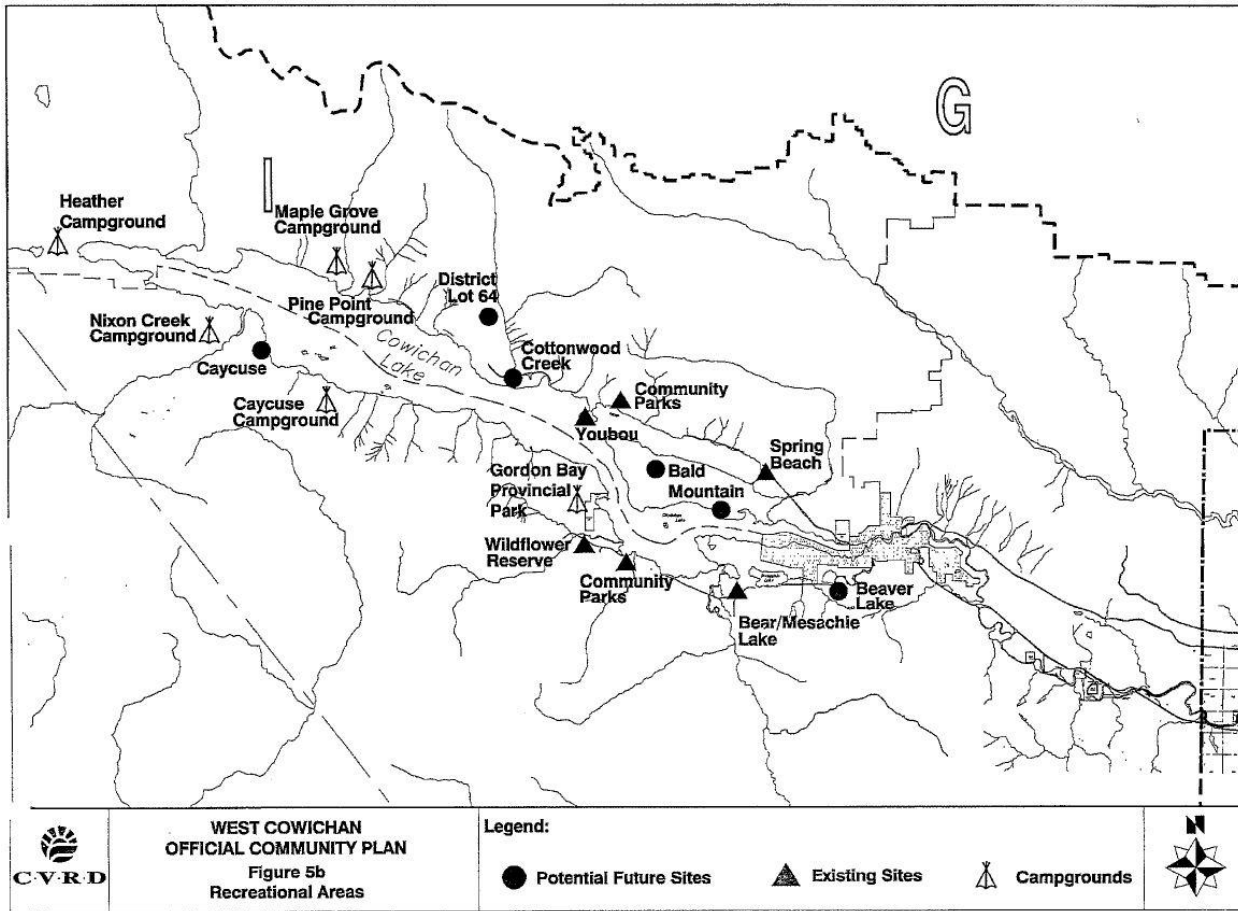 G
I
Heather
Campground
Maple Grove
Campground
District
Lot 64
Pine Point
Campground
Nixon Creek
Campground
Cowichan
Lake
Caycuse
Cottonwood
Creek
Caycuse
Campground
Community
Parks
Youbou
Spring
Beach
Gordon Bay
Provincial
Park
Bald
Mountain
Wildflower
Reserve
Community
Parks
Beaver
Lake
Bear/Mesachie
Lake
C·V·R·D
WEST COWICHAN
OFFICIAL COMMUNITY PLAN
Figure 5b
Recreational Areas
Legend:
Potential Future Sites
Existing Sites
Campgrounds
N